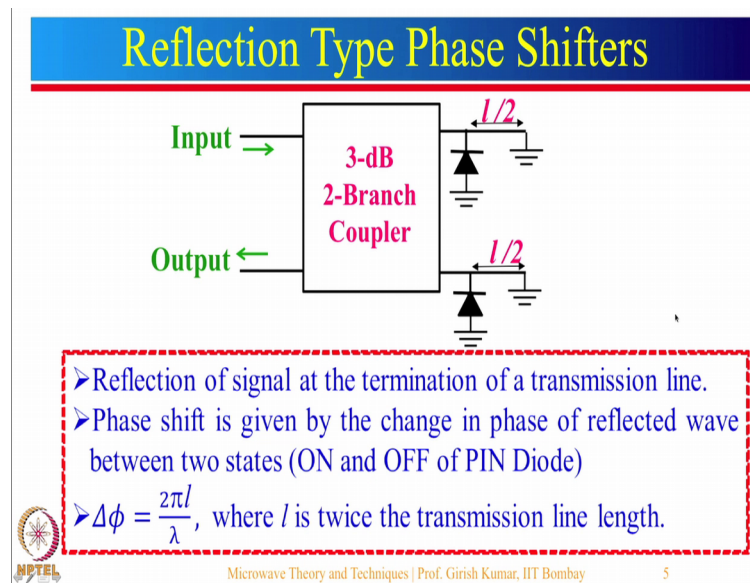 Reflection Type Phase Shifters
l/2
Input
3-dB
2-Branch
Coupler
Output
l/2
➢Reflection of signal at the termination of a transmission line.
➢Phase shift is given by the change in phase of reflected wave
between two states (ON and OFF of PIN Diode)
➢Δϕ = 2πl/λ, where l is twice the transmission line length.
NPTEL
Microwave Theory and Techniques | Prof. Girish Kumar, IIT Bombay
5